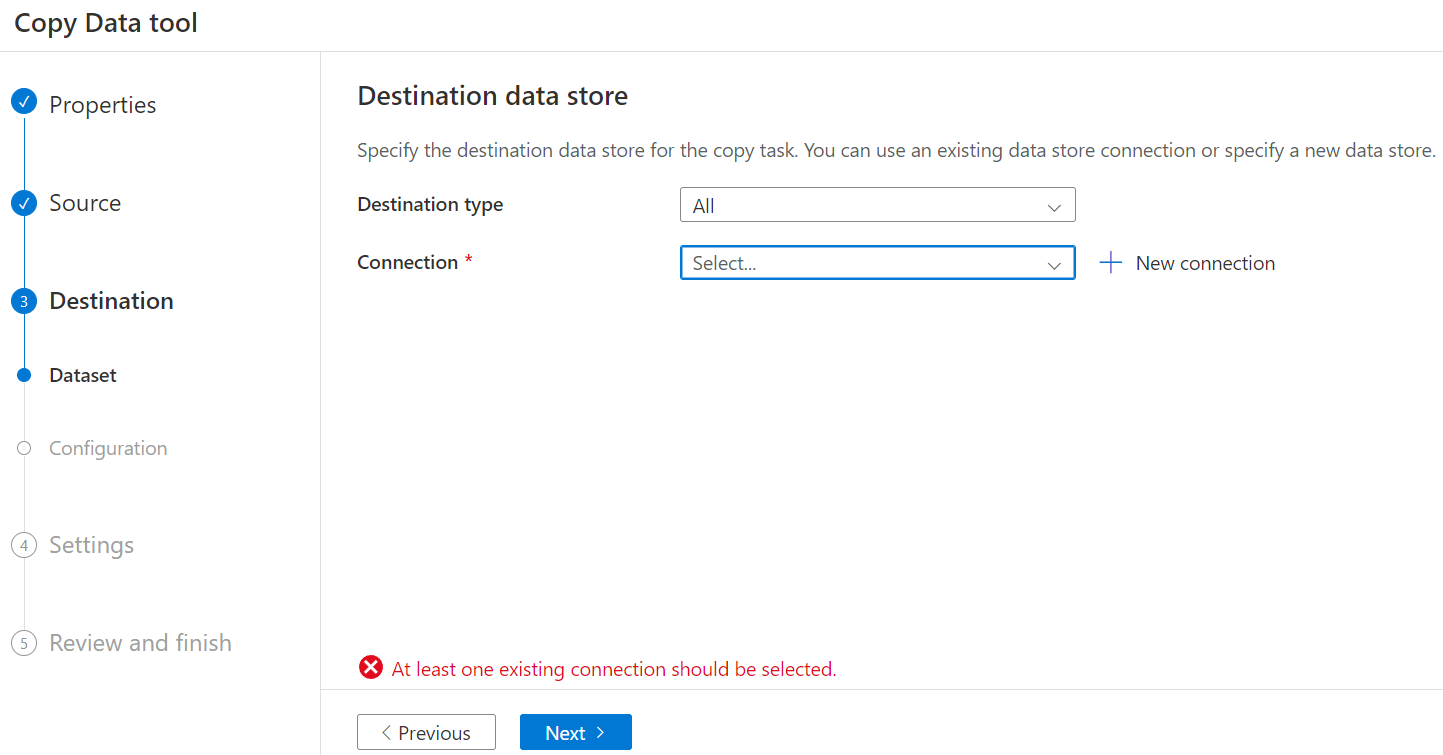 Copy Data tool
Properties
Source
3 Destination
Dataset
Configuration
4 Settings
5 Review and finish
Destination data store
Specify the destination data store for the copy task. You can use an existing data store connection or specify a new data store.
Destination type All
Connection * Select... New connection
At least one existing connection should be selected.
Previous Next